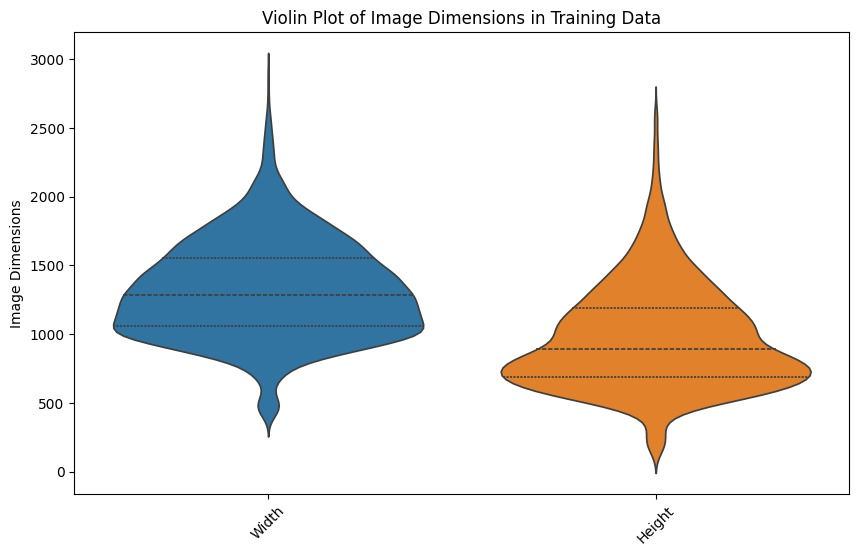 Violin Plot of Image Dimensions in Training Data
Image Dimensions
3000
2500
2000
1500
1000
500
0
Width
Height